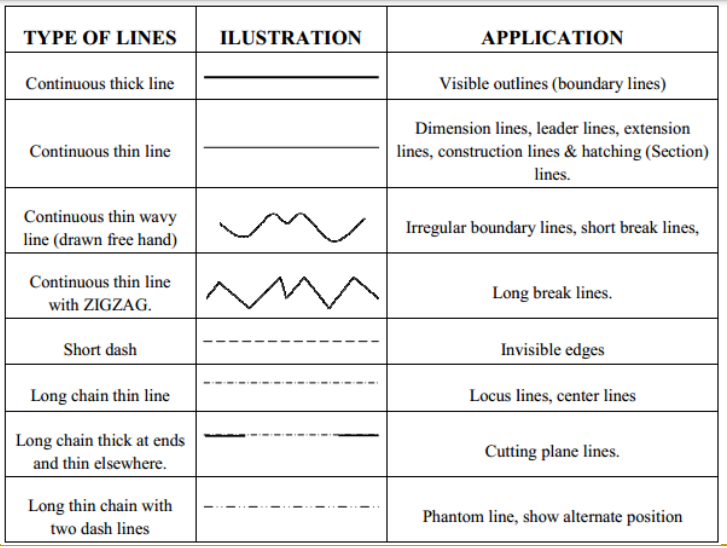 TYPE OF LINES
ILUSTRATION
APPLICATION
Continuous thick line
Visible outlines (boundary lines)
Continuous thin line
Dimension lines, leader lines, extension
lines, construction lines & hatching (Section)
lines.
Continuous thin wavy
line (drawn free hand)
Irregular boundary lines, short break lines,
Continuous thin line
with ZIGZAG.
Long break lines.
Short dash
Invisible edges
Long chain thin line
Locus lines, center lines
Long chain thick at ends
and thin elsewhere.
Cutting plane lines.
Long thin chain with
two dash lines
Phantom line, show alternate position